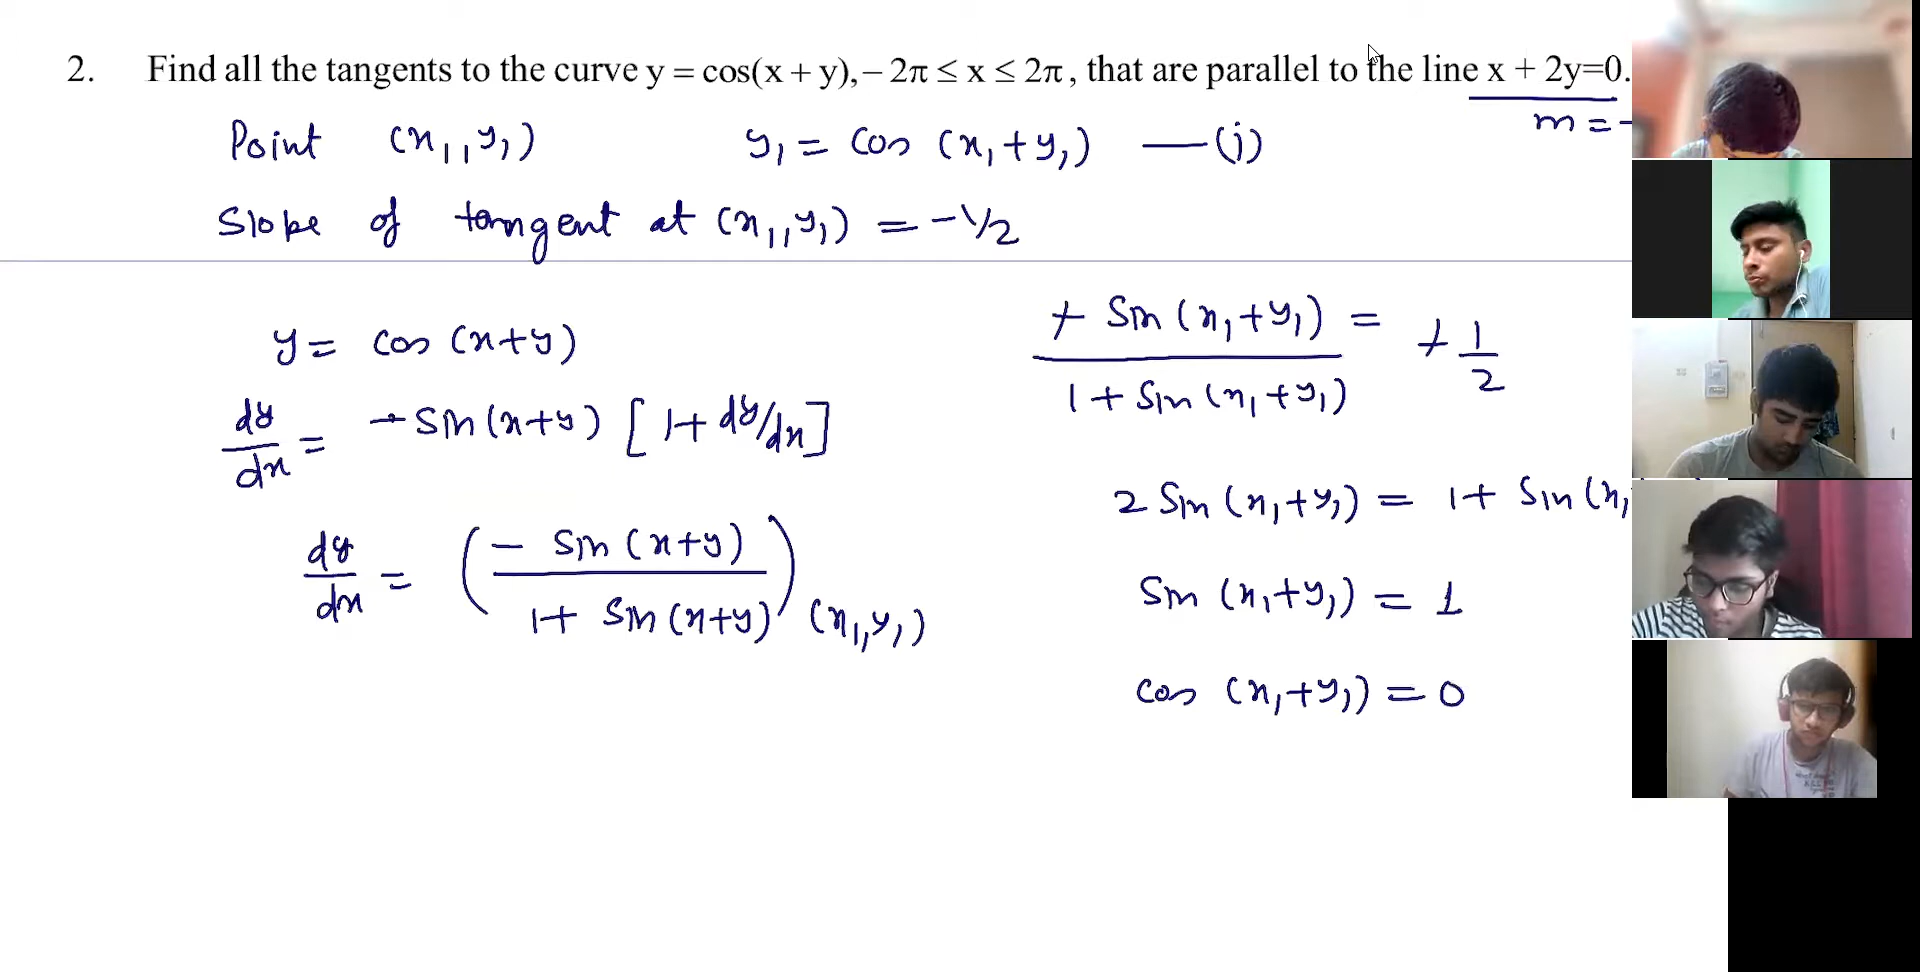 2. Find all the tangents to the curve y = cos(x + y), − 2π ≤ x ≤ 2π, that are parallel to the line x + 2y=0.
m = -
Point (x₁, y₁) y₁ = cos (x₁ + y₁) — (i)
Slope of tangent at (x₁, y₁) = -1/2
y = cos (x+y)
dy/dx = - sin (x+y) [1 + dy/dx]
dy/dx = (- sin (x+y) / 1 + sin (x+y)) (x₁, y₁)
+ sin (x₁+y₁) / 1 + sin (x₁+y₁) = + 1/2
2 sin (x₁+y₁) = 1 + sin (x₁
sin (x₁+y₁) = 1
cos (x₁+y₁) = 0